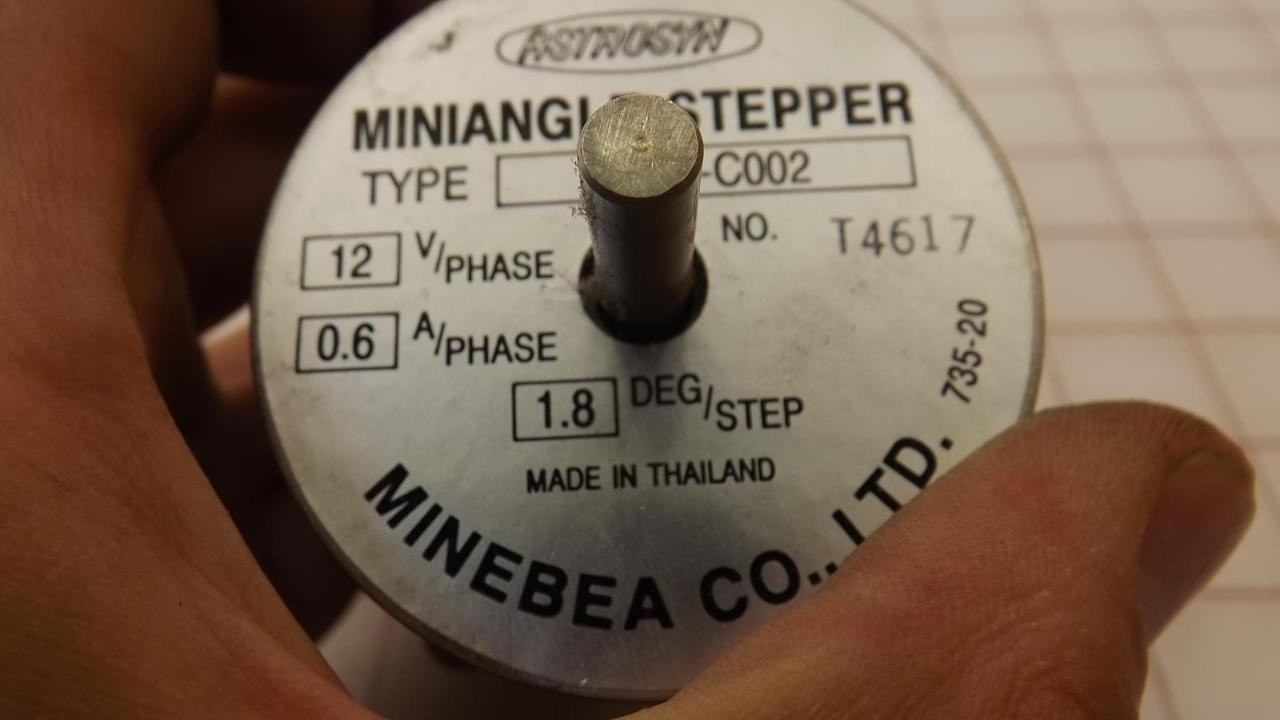 ASTROSYN
MINIANGLE STEPPER
TYPE -C002
NO. T4617
12 V/PHASE
0.6 A/PHASE
1.8 DEG/STEP
735-20
MADE IN THAILAND
MINEBEA CO., LTD.